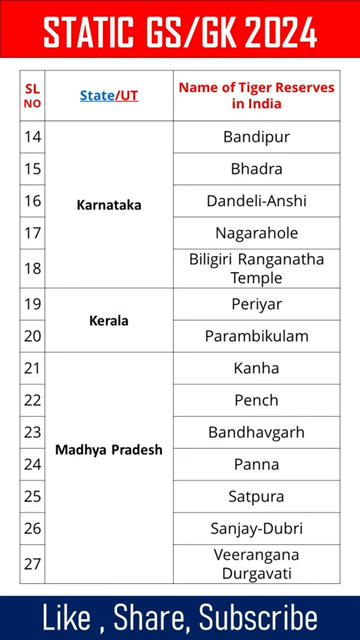 STATIC GS/GK 2024
SL NO State/UT Name of Tiger Reserves in India
14 Karnataka Bandipur
15 Bhadra
16 Dandeli-Anshi
17 Nagarahole
18 Biligiri Ranganatha Temple
19 Kerala Periyar
20 Parambikulam
21 Madhya Pradesh Kanha
22 Pench
23 Bandhavgarh
24 Panna
25 Satpura
26 Sanjay-Dubri
27 Veerangana Durgavati
Like , Share, Subscribe